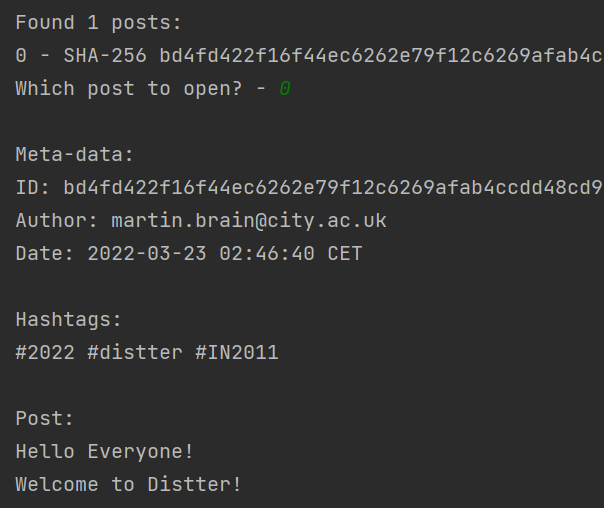 Found 1 posts:
0 - SHA-256 bd4fd422f16f44ec6262e79f12c6269afab4c
Which post to open? - 0
Meta-data:
ID: bd4fd422f16f44ec6262e79f12c6269afab4ccdd48cd9
Author: martin.brain@city.ac.uk
Date: 2022-03-23 02:46:40 CET
Hashtags:
#2022 #distter #IN2011
Post:
Hello Everyone!
Welcome to Distter!